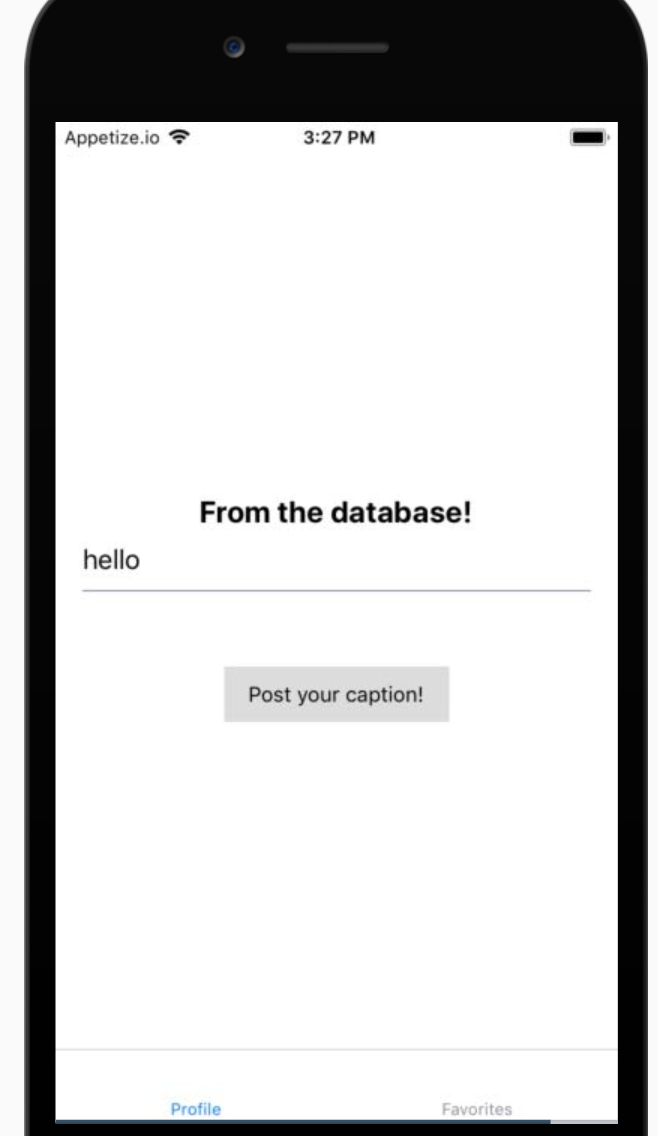 Appetize.io 3:27 PM
From the database!
hello
Post your caption!
Profile Favorites